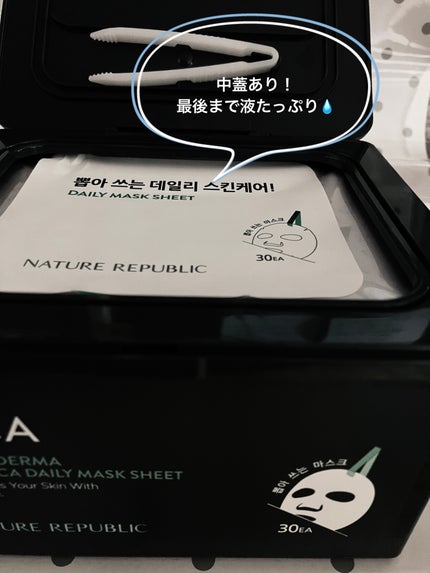 中蓋あり！
最後まで液たっぷり💧
뽑아 쓰는 데일리 스킨케어!
DAILY MASK SHEET
뽑아 쓰는 마스크
30EA
NATURE REPUBLIC
A
DERMA
CA DAILY MASK SHEET
s Your Skin With
뽑아 쓰는 마스크
30EA
URE REPUBLIC